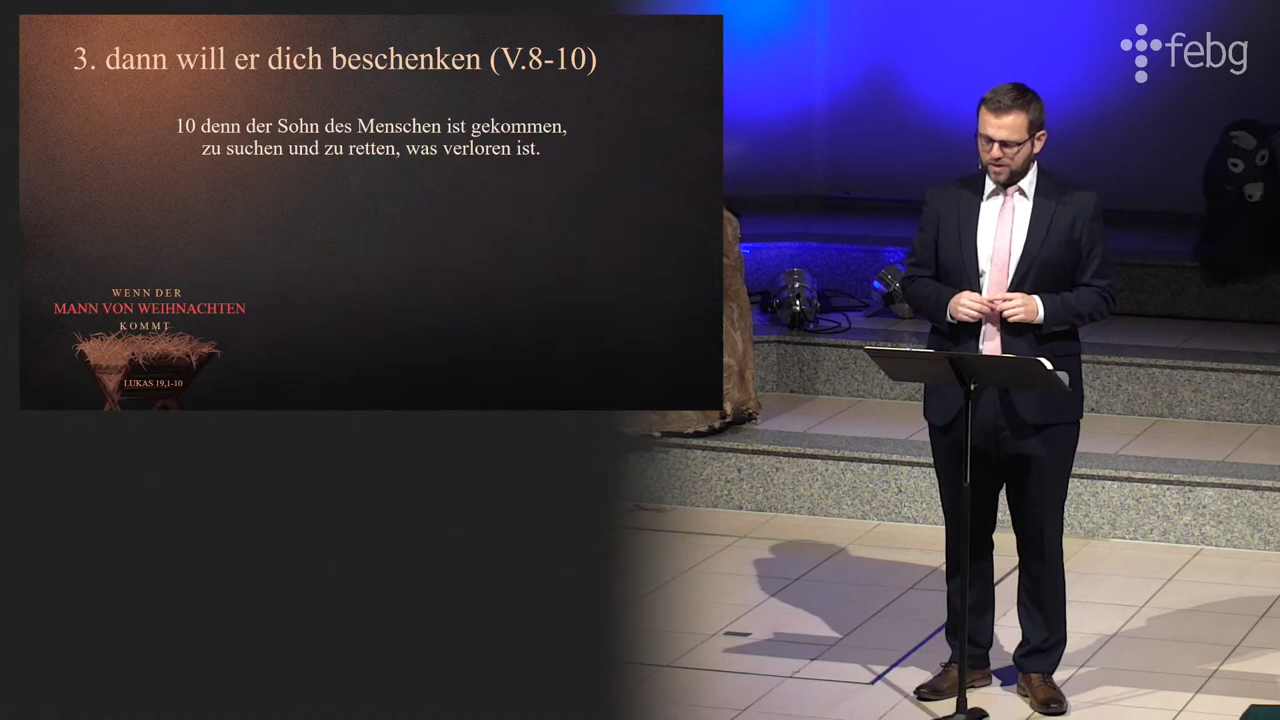 3. dann will er dich beschenken (V.8-10)
10 denn der Sohn des Menschen ist gekommen,
zu suchen und zu retten, was verloren ist.
WENN DER
MANN VON WEIHNACHTEN
KOMMT
LUKAS 19,1-10
febg